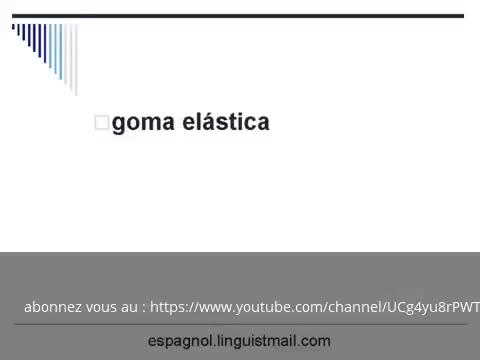 goma elástica
abonnez vous au : https://www.youtube.com/channel/UCg4yu8rPWT
espagnol.linguistmail.com